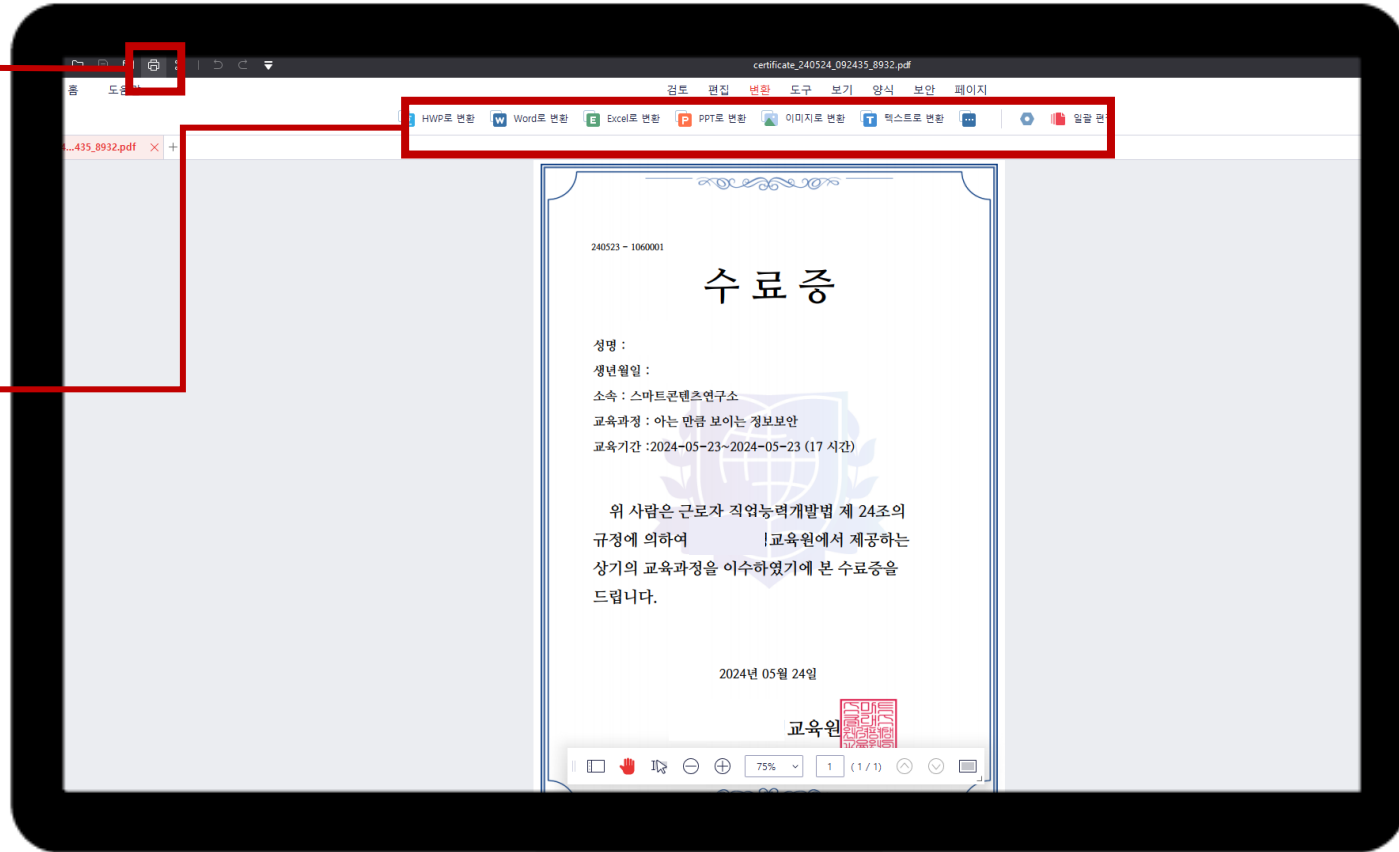 certificate_240524_092435_8932.pdf
홈 검토 편집 변환 도구 보기 양식 보안 페이지
HWP로 변환 Word로 변환 Excel로 변환 PPT로 변환 이미지로 변환 텍스트로 변환 일괄
4...435_8932.pdf
240523 - 1060001
수료증
성명 :
생년월일 :
소속 : 스마트콘텐츠연구소
교육과정 : 아는 만큼 보이는 정보보안
교육기간 :2024-05-23~2024-05-23 (17 시간)
위 사람은 근로자 직업능력개발법 제 24조의
규정에 의하여 교육원에서 제공하는
상기의 교육과정을 이수하였기에 본 수료증을
드립니다.
2024년 05월 24일
교육원
75% 1 (1 / 1)